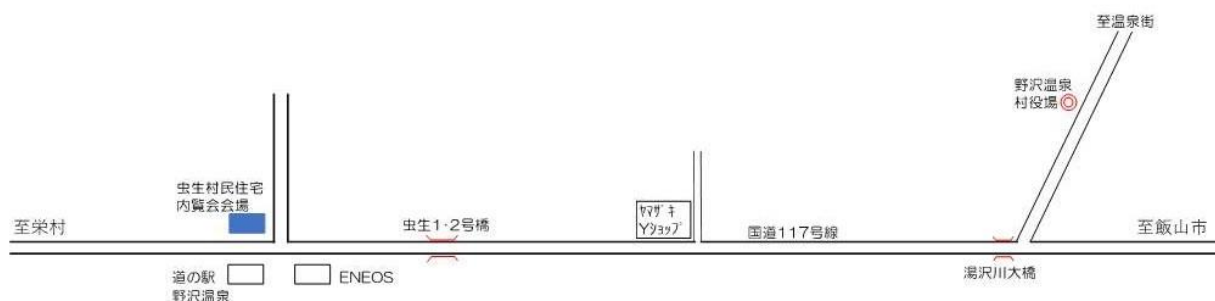 至温泉街
野沢温泉
村役場
虫生村民住宅
内覧会会場
至栄村
虫生1・2号橋
ﾔﾏｻﾞｷ
Yｼｮｯﾌﾟ
国道117号線
至飯山市
湯沢川大橋
道の駅
野沢温泉
ENEOS